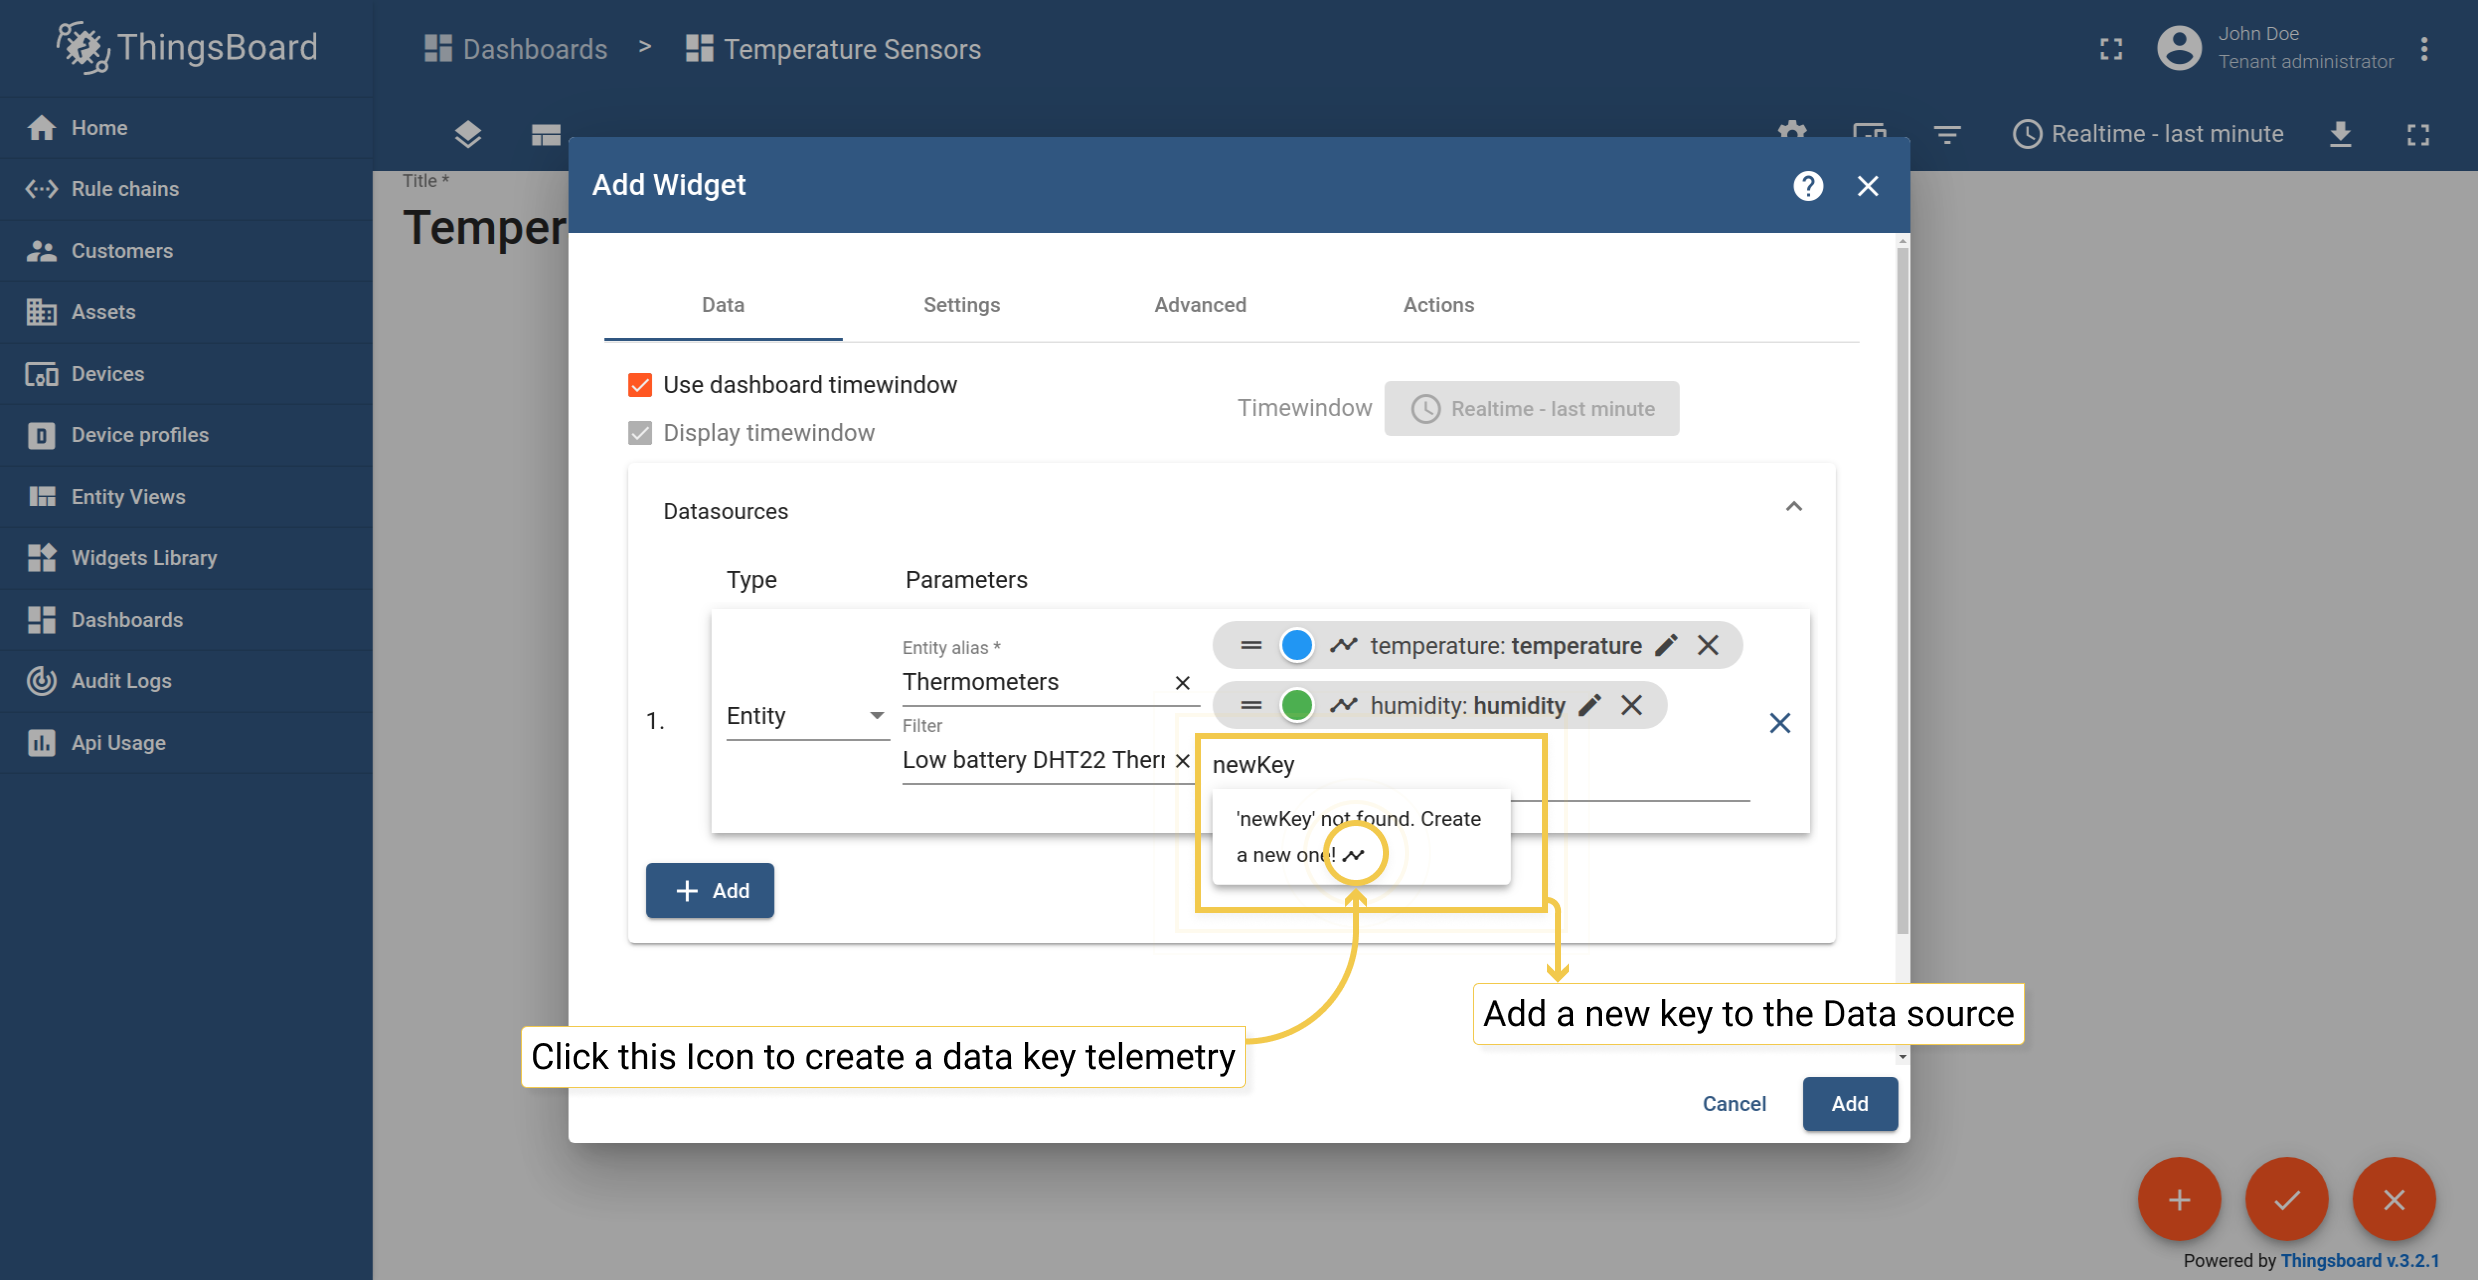 ThingsBoard
Dashboards > Temperature Sensors
John Doe
Tenant administrator
Realtime - last minute
Home
Rule chains
Customers
Assets
Devices
Device profiles
Entity Views
Widgets Library
Dashboards
Audit Logs
Api Usage
Title *
Temper
Add Widget
Data
Settings
Advanced
Actions
Use dashboard timewindow
Display timewindow
Timewindow
Realtime - last minute
Datasources
Type
Parameters
1.
Entity
Entity alias *
Thermometers
Filter
Low battery DHT22 Ther
temperature: temperature
humidity: humidity
newKey
'newKey' not found. Create
a new one!
Add
Add a new key to the Data source
Click this Icon to create a data key telemetry
Cancel
Add
Powered by Thingsboard v.3.2.1